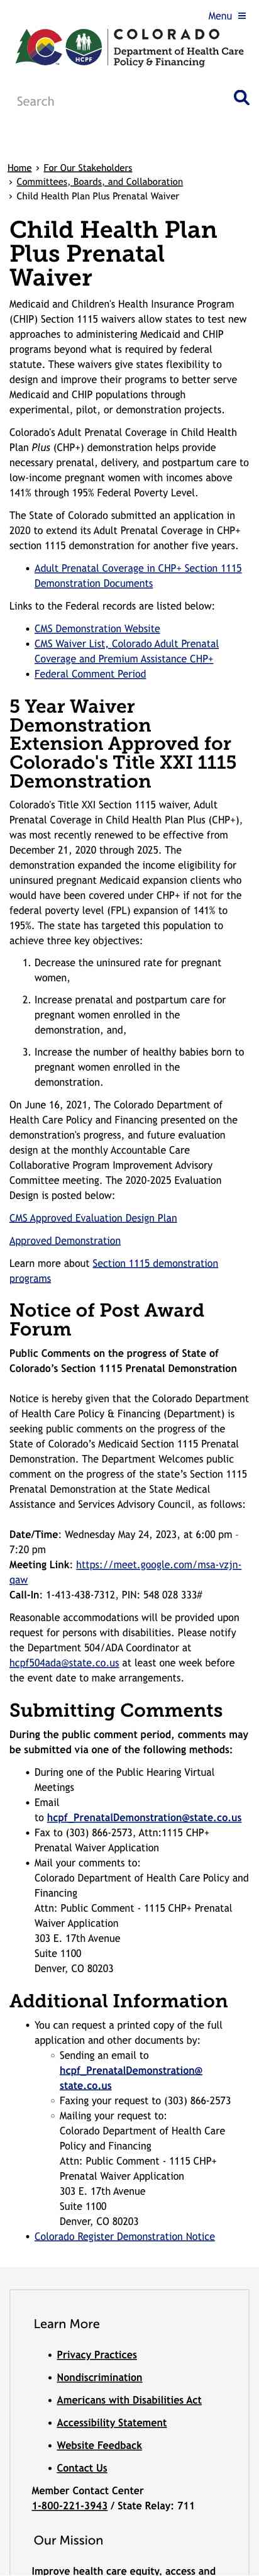 Menu ≡
COLORADO
HCPF
Department of Health Care
Policy & Financing
Search
Home › For Our Stakeholders
› Committees, Boards, and Collaboration
› Child Health Plan Plus Prenatal Waiver
Child Health Plan
Plus Prenatal
Waiver
Medicaid and Children's Health Insurance Program
(CHIP) Section 1115 waivers allow states to test new
approaches to administering Medicaid and CHIP
programs beyond what is required by federal
statute. These waivers give states flexibility to
design and improve their programs to better serve
Medicaid and CHIP populations through
experimental, pilot, or demonstration projects.
Colorado's Adult Prenatal Coverage in Child Health
Plan Plus (CHP+) demonstration helps provide
necessary prenatal, delivery, and postpartum care to
low-income pregnant women with incomes above
141% through 195% Federal Poverty Level.
The State of Colorado submitted an application in
2020 to extend its Adult Prenatal Coverage in CHP+
section 1115 demonstration for another five years.
• Adult Prenatal Coverage in CHP+ Section 1115
Demonstration Documents
Links to the Federal records are listed below:
• CMS Demonstration Website
• CMS Waiver List, Colorado Adult Prenatal
Coverage and Premium Assistance CHP+
• Federal Comment Period
5 Year Waiver
Demonstration
Extension Approved for
Colorado's Title XXI 1115
Demonstration
Colorado's Title XXI Section 1115 waiver, Adult
Prenatal Coverage in Child Health Plan Plus (CHP+),
was most recently renewed to be effective from
December 21, 2020 through 2025. The
demonstration expanded the income eligibility for
uninsured pregnant Medicaid expansion clients who
would have been covered under CHP+ if not for the
federal poverty level (FPL) expansion of 141% to
195%. The state has targeted this population to
achieve three key objectives:
1. Decrease the uninsured rate for pregnant
women,
2. Increase prenatal and postpartum care for
pregnant women enrolled in the
demonstration, and,
3. Increase the number of healthy babies born to
pregnant women enrolled in the
demonstration.
On June 16, 2021, The Colorado Department of
Health Care Policy and Financing presented on the
demonstration's progress, and future evaluation
design at the monthly Accountable Care
Collaborative Program Improvement Advisory
Committee meeting. The 2020-2025 Evaluation
Design is posted below:
CMS Approved Evaluation Design Plan
Approved Demonstration
Learn more about Section 1115 demonstration
programs
Notice of Post Award
Forum
Public Comments on the progress of State of
Colorado’s Section 1115 Prenatal Demonstration
Notice is hereby given that the Colorado Department
of Health Care Policy & Financing (Department) is
seeking public comments on the progress of the
State of Colorado’s Medicaid Section 1115 Prenatal
Demonstration. The Department Welcomes public
comment on the progress of the state’s Section 1115
Prenatal Demonstration at the State Medical
Assistance and Services Advisory Council, as follows:
Date/Time: Wednesday May 24, 2023, at 6:00 pm –
7:20 pm
Meeting Link: https://meet.google.com/msa-vzjn-
qaw
Call-In: 1-413-438-7312, PIN: 548 028 333#
Reasonable accommodations will be provided upon
request for persons with disabilities. Please notify
the Department 504/ADA Coordinator at
hcpf504ada@state.co.us at least one week before
the event date to make arrangements.
Submitting Comments
During the public comment period, comments may
be submitted via one of the following methods:
• During one of the Public Hearing Virtual
Meetings
• Email
to hcpf_PrenatalDemonstration@state.co.us
• Fax to (303) 866-2573, Attn:1115 CHP+
Prenatal Waiver Application
• Mail your comments to:
Colorado Department of Health Care Policy and
Financing
Attn: Public Comment - 1115 CHP+ Prenatal
Waiver Application
303 E. 17th Avenue
Suite 1100
Denver, CO 80203
Additional Information
• You can request a printed copy of the full
application and other documents by:
○ Sending an email to
hcpf_PrenatalDemonstration@
state.co.us
○ Faxing your request to (303) 866-2573
○ Mailing your request to:
Colorado Department of Health Care
Policy and Financing
Attn: Public Comment - 1115 CHP+
Prenatal Waiver Application
303 E. 17th Avenue
Suite 1100
Denver, CO 80203
• Colorado Register Demonstration Notice
Learn More
• Privacy Practices
• Nondiscrimination
• Americans with Disabilities Act
• Accessibility Statement
• Website Feedback
• Contact Us
Member Contact Center
1-800-221-3943 / State Relay: 711
Our Mission
Improve health care equity, access and